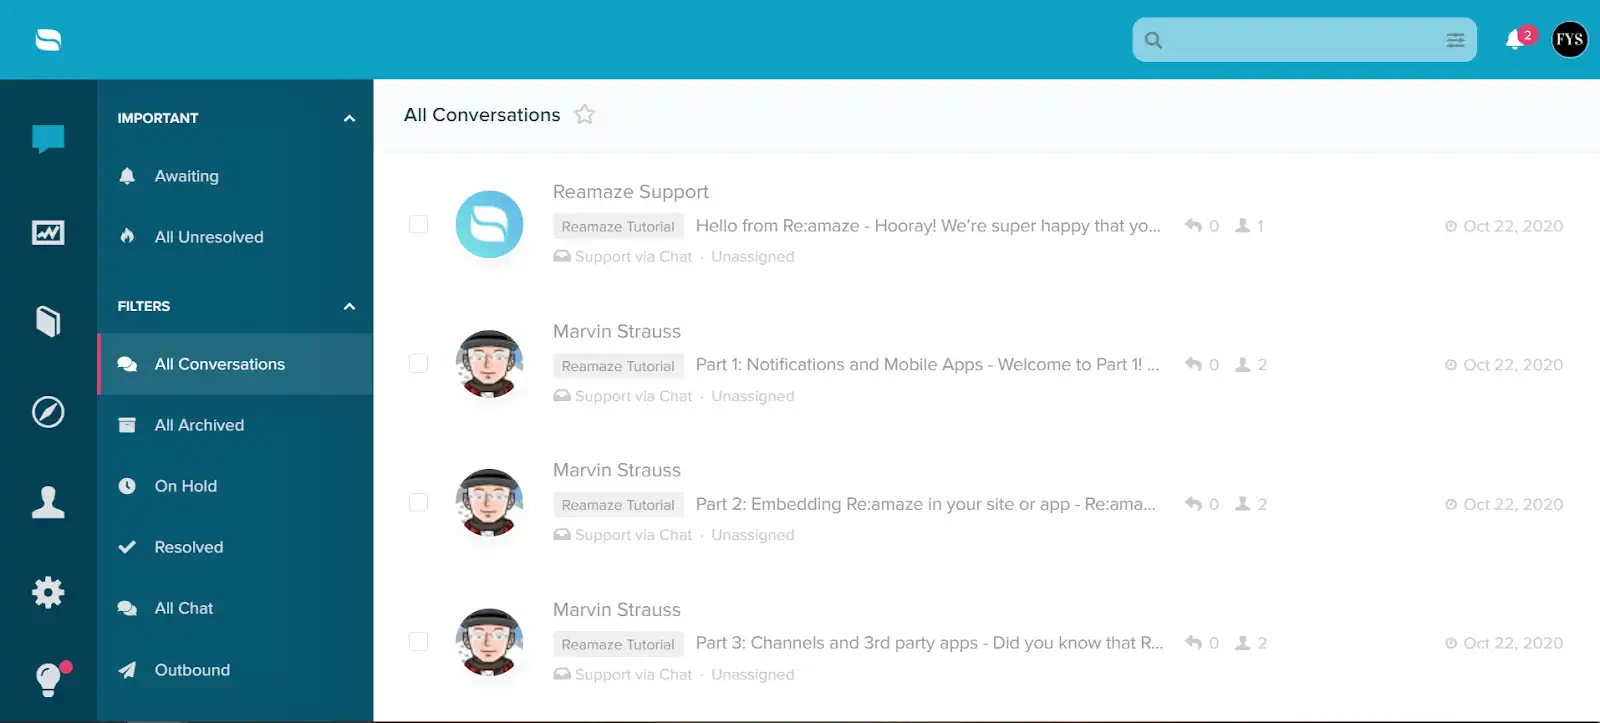 2
FYS
IMPORTANT
Awaiting
All Unresolved
FILTERS
All Conversations
All Archived
On Hold
Resolved
All Chat
Outbound
All Conversations
Reamaze Support
Reamaze Tutorial Hello from Re:amaze - Hooray! We're super happy that yo... 0 1 Oct 22, 2020
Support via Chat · Unassigned
Marvin Strauss
Reamaze Tutorial Part 1: Notifications and Mobile Apps - Welcome to Part 1! ... 0 2 Oct 22, 2020
Support via Chat · Unassigned
Marvin Strauss
Reamaze Tutorial Part 2: Embedding Re:amaze in your site or app - Re:ama... 0 2 Oct 22, 2020
Support via Chat · Unassigned
Marvin Strauss
Reamaze Tutorial Part 3: Channels and 3rd party apps - Did you know that R... 0 2 Oct 22, 2020
Support via Chat · Unassigned